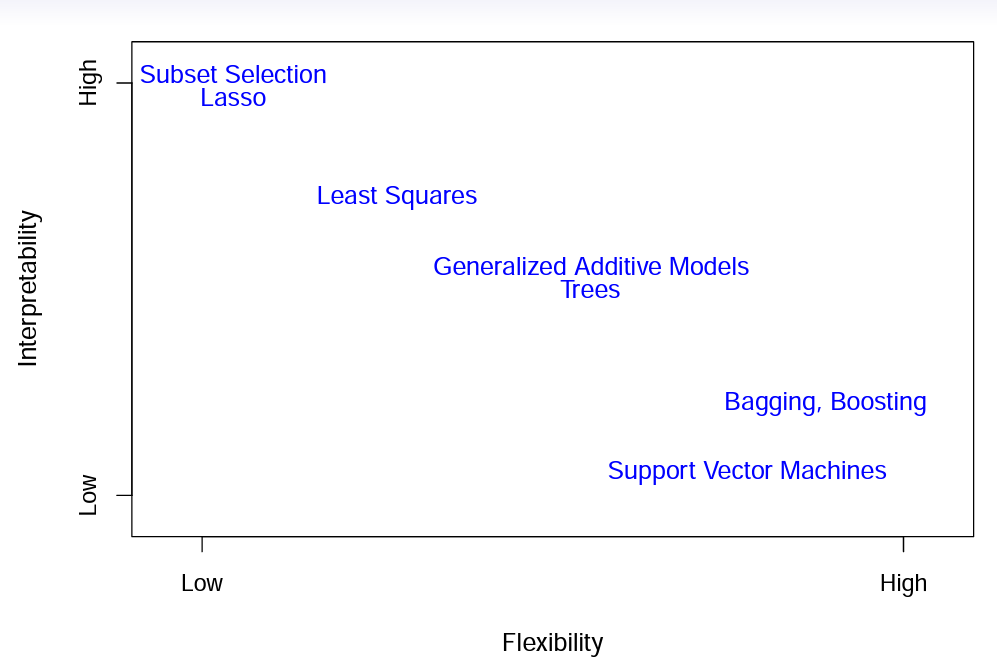 High
Subset Selection
Lasso
Least Squares
Interpretability
Generalized Additive Models
Trees
Bagging, Boosting
Support Vector Machines
Low
Low
High
Flexibility